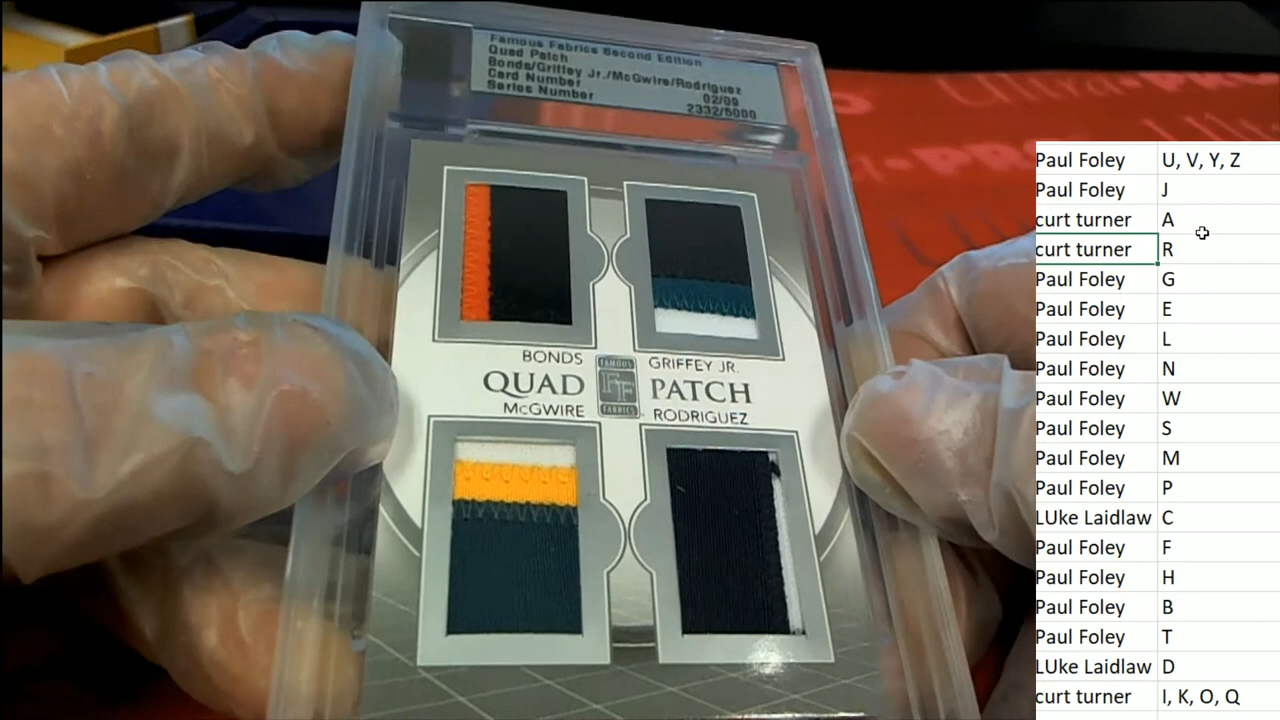 Famous Fabrics Second Edition
Quad Patch
Bonds/Griffey Jr./McGwire/Rodriguez
Card Number 02/09
Series Number 2332/5000
BONDS GRIFFEY JR.
QUAD FAMOUS FF FABRICS PATCH
McGWIRE RODRIGUEZ
Paul Foley U, V, Y, Z
Paul Foley J
curt turner A
curt turner R
Paul Foley G
Paul Foley E
Paul Foley L
Paul Foley N
Paul Foley W
Paul Foley S
Paul Foley M
Paul Foley P
LUke Laidlaw C
Paul Foley F
Paul Foley H
Paul Foley B
Paul Foley T
LUke Laidlaw D
curt turner I, K, O, Q